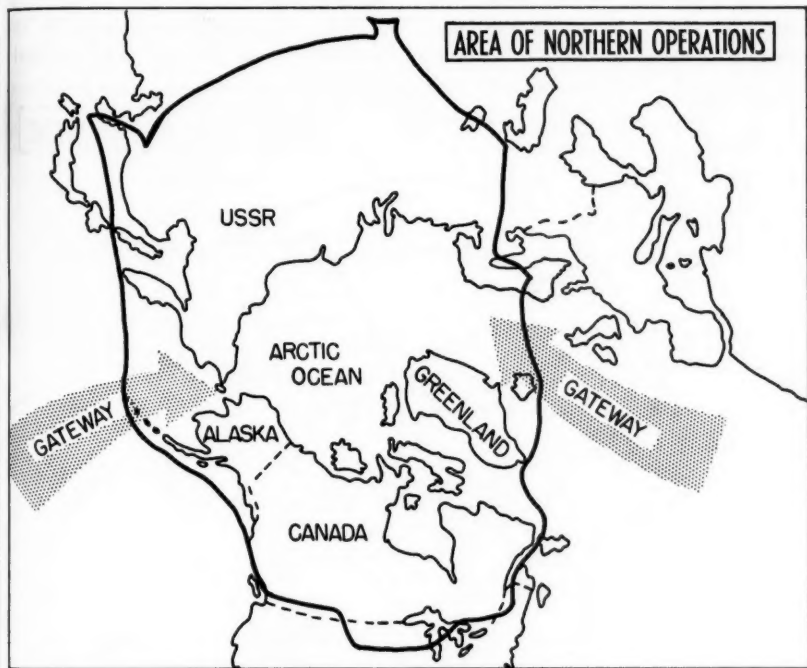 AREA OF NORTHERN OPERATIONS
USSR
ARCTIC
OCEAN
GREENLAND
GATEWAY
GATEWAY
ALASKA
CANADA